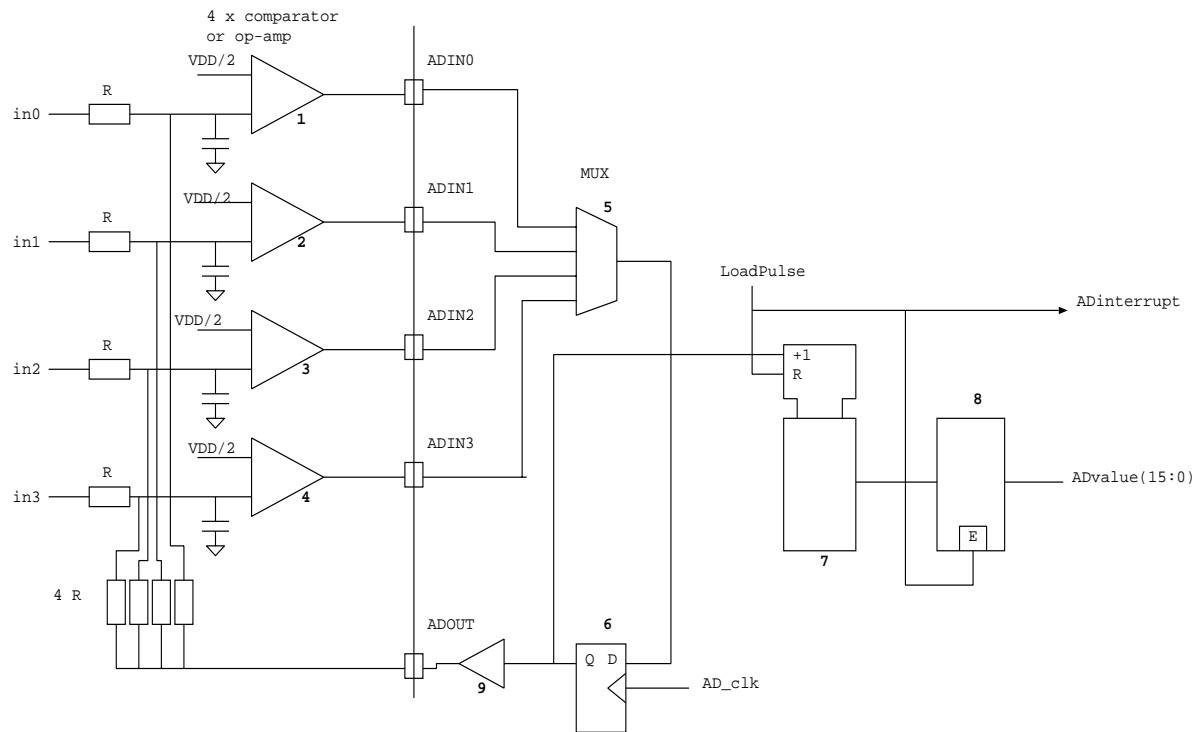 4 x comparator
or op-amp
VDD/2
ADIN0
R
in0
1
MUX
VDD/2
ADIN1
5
R
in1
2
LoadPulse
ADinterrupt
VDD/2
ADIN2
+1
R
R
in2
3
8
VDD/2
ADIN3
R
in3
4
ADvalue(15:0)
E
7
4 R
ADOUT
6
Q D
9
AD_clk